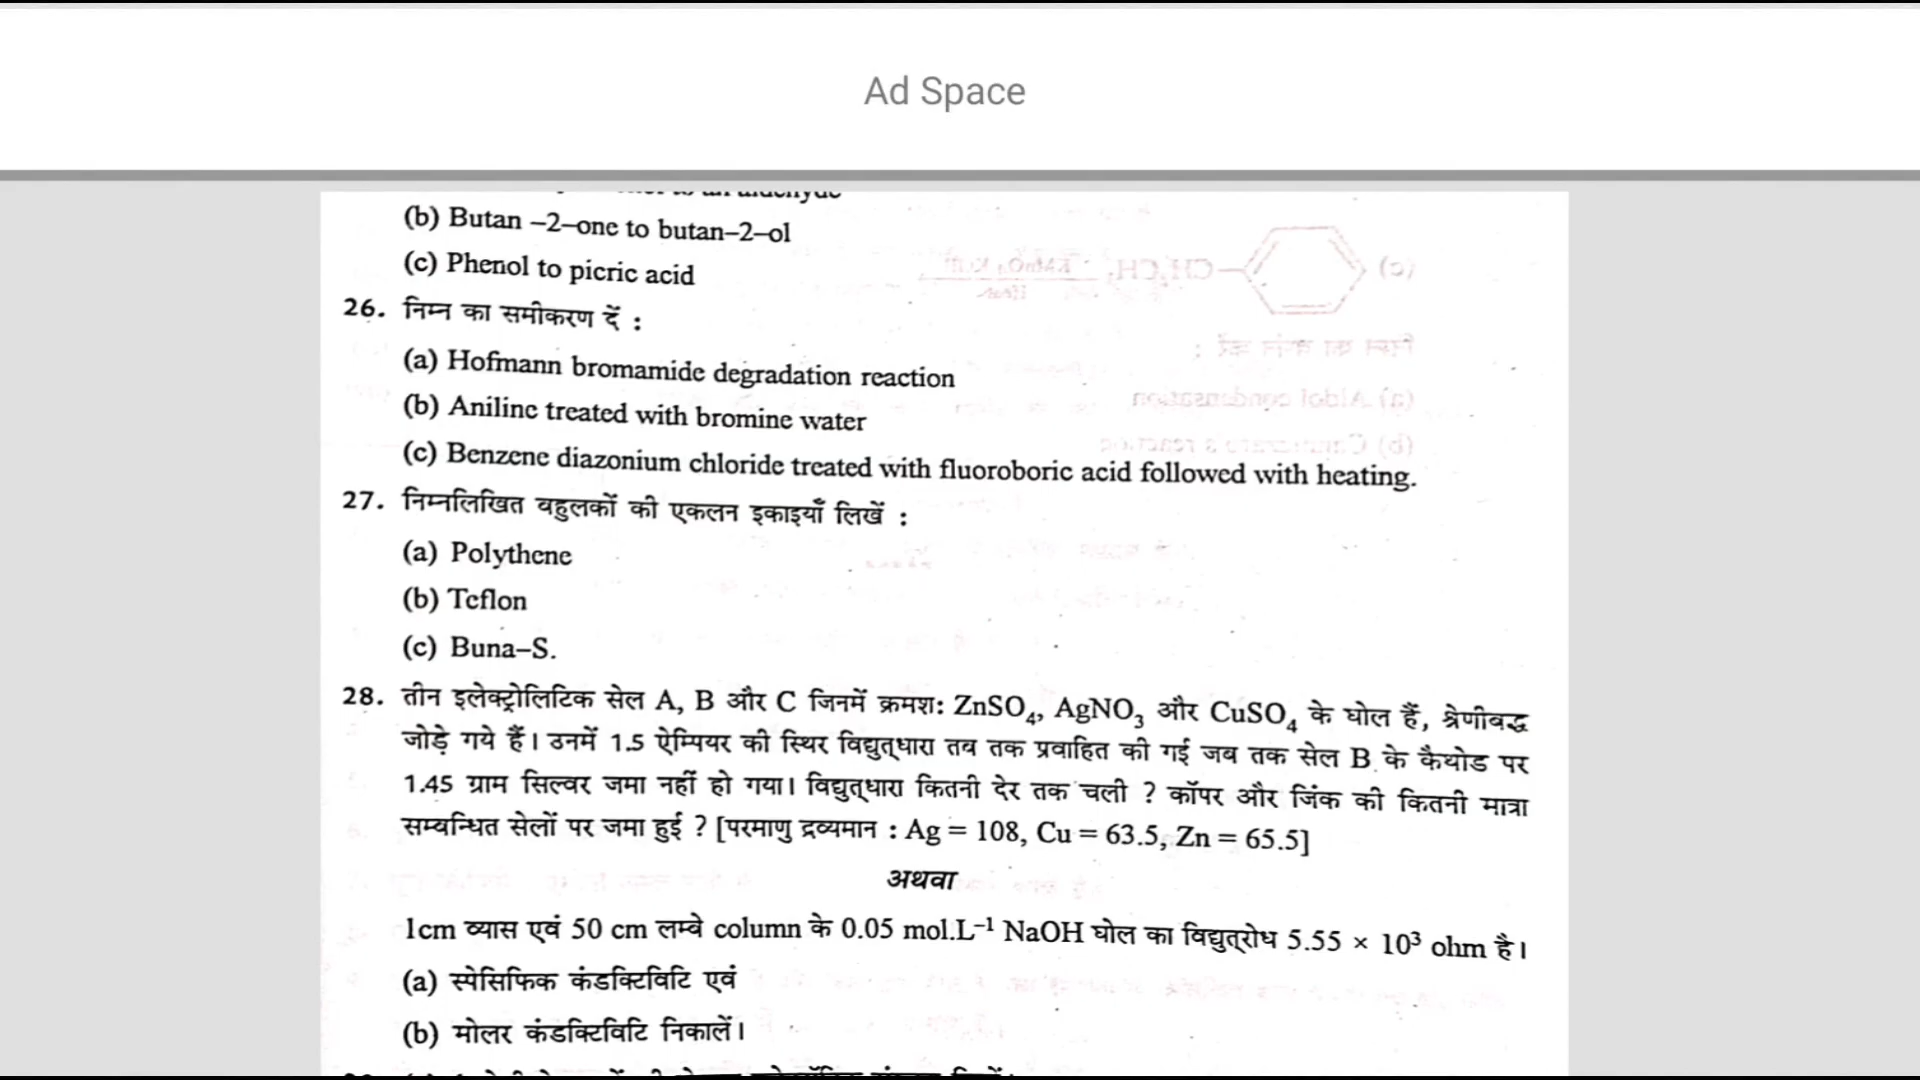 Ad Space
to an aldehyde
(b) Butan –2–one to butan–2–ol
(c) Phenol to picric acid
26. निम्न का समीकरण दें :
(a) Hofmann bromamide degradation reaction
(b) Aniline treated with bromine water
(c) Benzene diazonium chloride treated with fluoroboric acid followed with heating.
27. निम्नलिखित बहुलकों की एकलन इकाइयाँ लिखें :
(a) Polythene
(b) Teflon
(c) Buna–S.
28. तीन इलेक्ट्रोलिटिक सेल A, B और C जिनमें क्रमश: ZnSO₄, AgNO₃ और CuSO₄ के घोल हैं, श्रेणीबद्ध
जोड़े गये हैं। उनमें 1.5 ऐम्पियर की स्थिर विद्युत्धारा तब तक प्रवाहित की गई जब तक सेल B के कैथोड पर
1.45 ग्राम सिल्वर जमा नहीं हो गया। विद्युत्धारा कितनी देर तक चली ? कॉपर और जिंक की कितनी मात्रा
सम्बन्धित सेलों पर जमा हुई ? [परमाणु द्रव्यमान : Ag = 108, Cu = 63.5, Zn = 65.5]
अथवा
1cm व्यास एवं 50 cm लम्बे column के 0.05 mol.L⁻¹ NaOH घोल का विद्युत्रोध 5.55 × 10³ ohm है।
(a) स्पेसिफिक कंडक्टिविटि एवं
(b) मोलर कंडक्टिविटि निकालें।